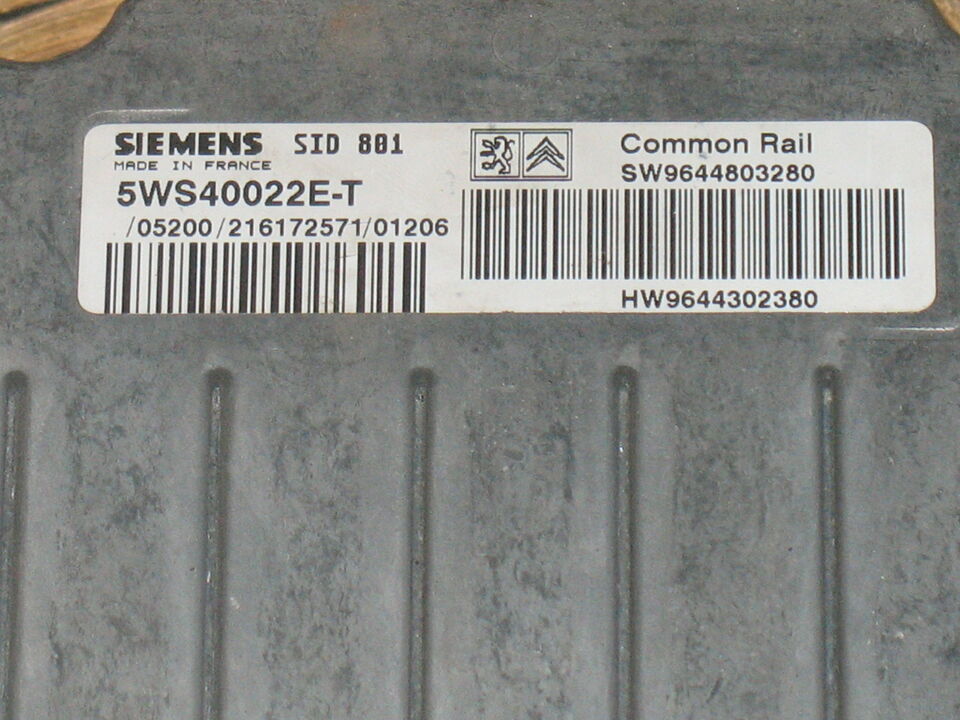 SIEMENS SID 801
MADE IN FRANCE
5WS40022E-T
/05200/216172571/01206
Common Rail
SW9644803280
HW9644302380